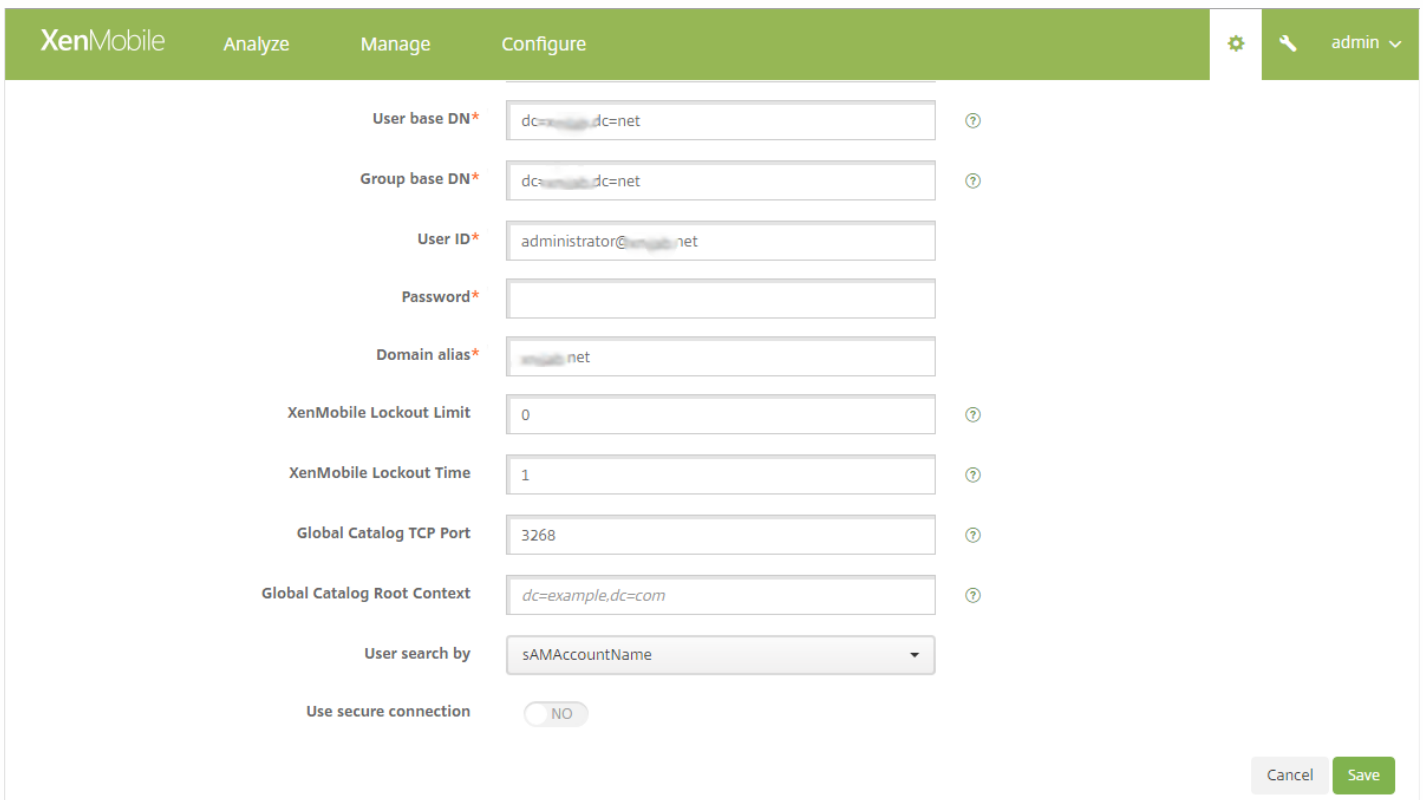 XenMobile Analyze Manage Configure admin
User base DN* dc= dc=net
Group base DN* dc= dc=net
User ID* administrator@ net
Password*
Domain alias* net
XenMobile Lockout Limit 0
XenMobile Lockout Time 1
Global Catalog TCP Port 3268
Global Catalog Root Context dc=example,dc=com
User search by sAMAccountName
Use secure connection NO
Cancel Save